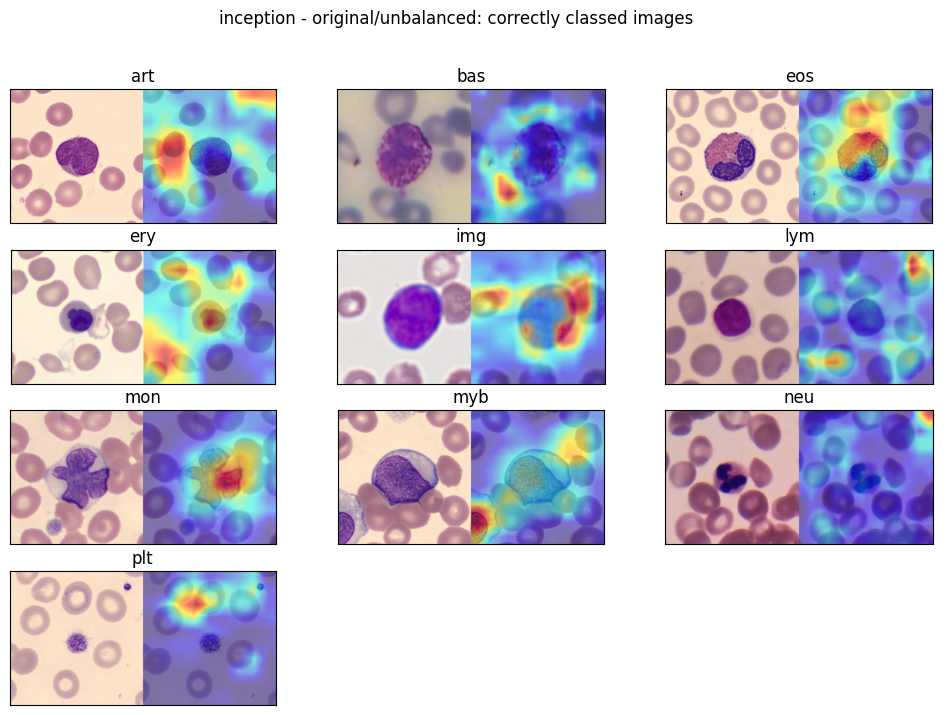 inception - original/unbalanced: correctly classed images
art
bas
eos
ery
img
lym
mon
myb
neu
plt